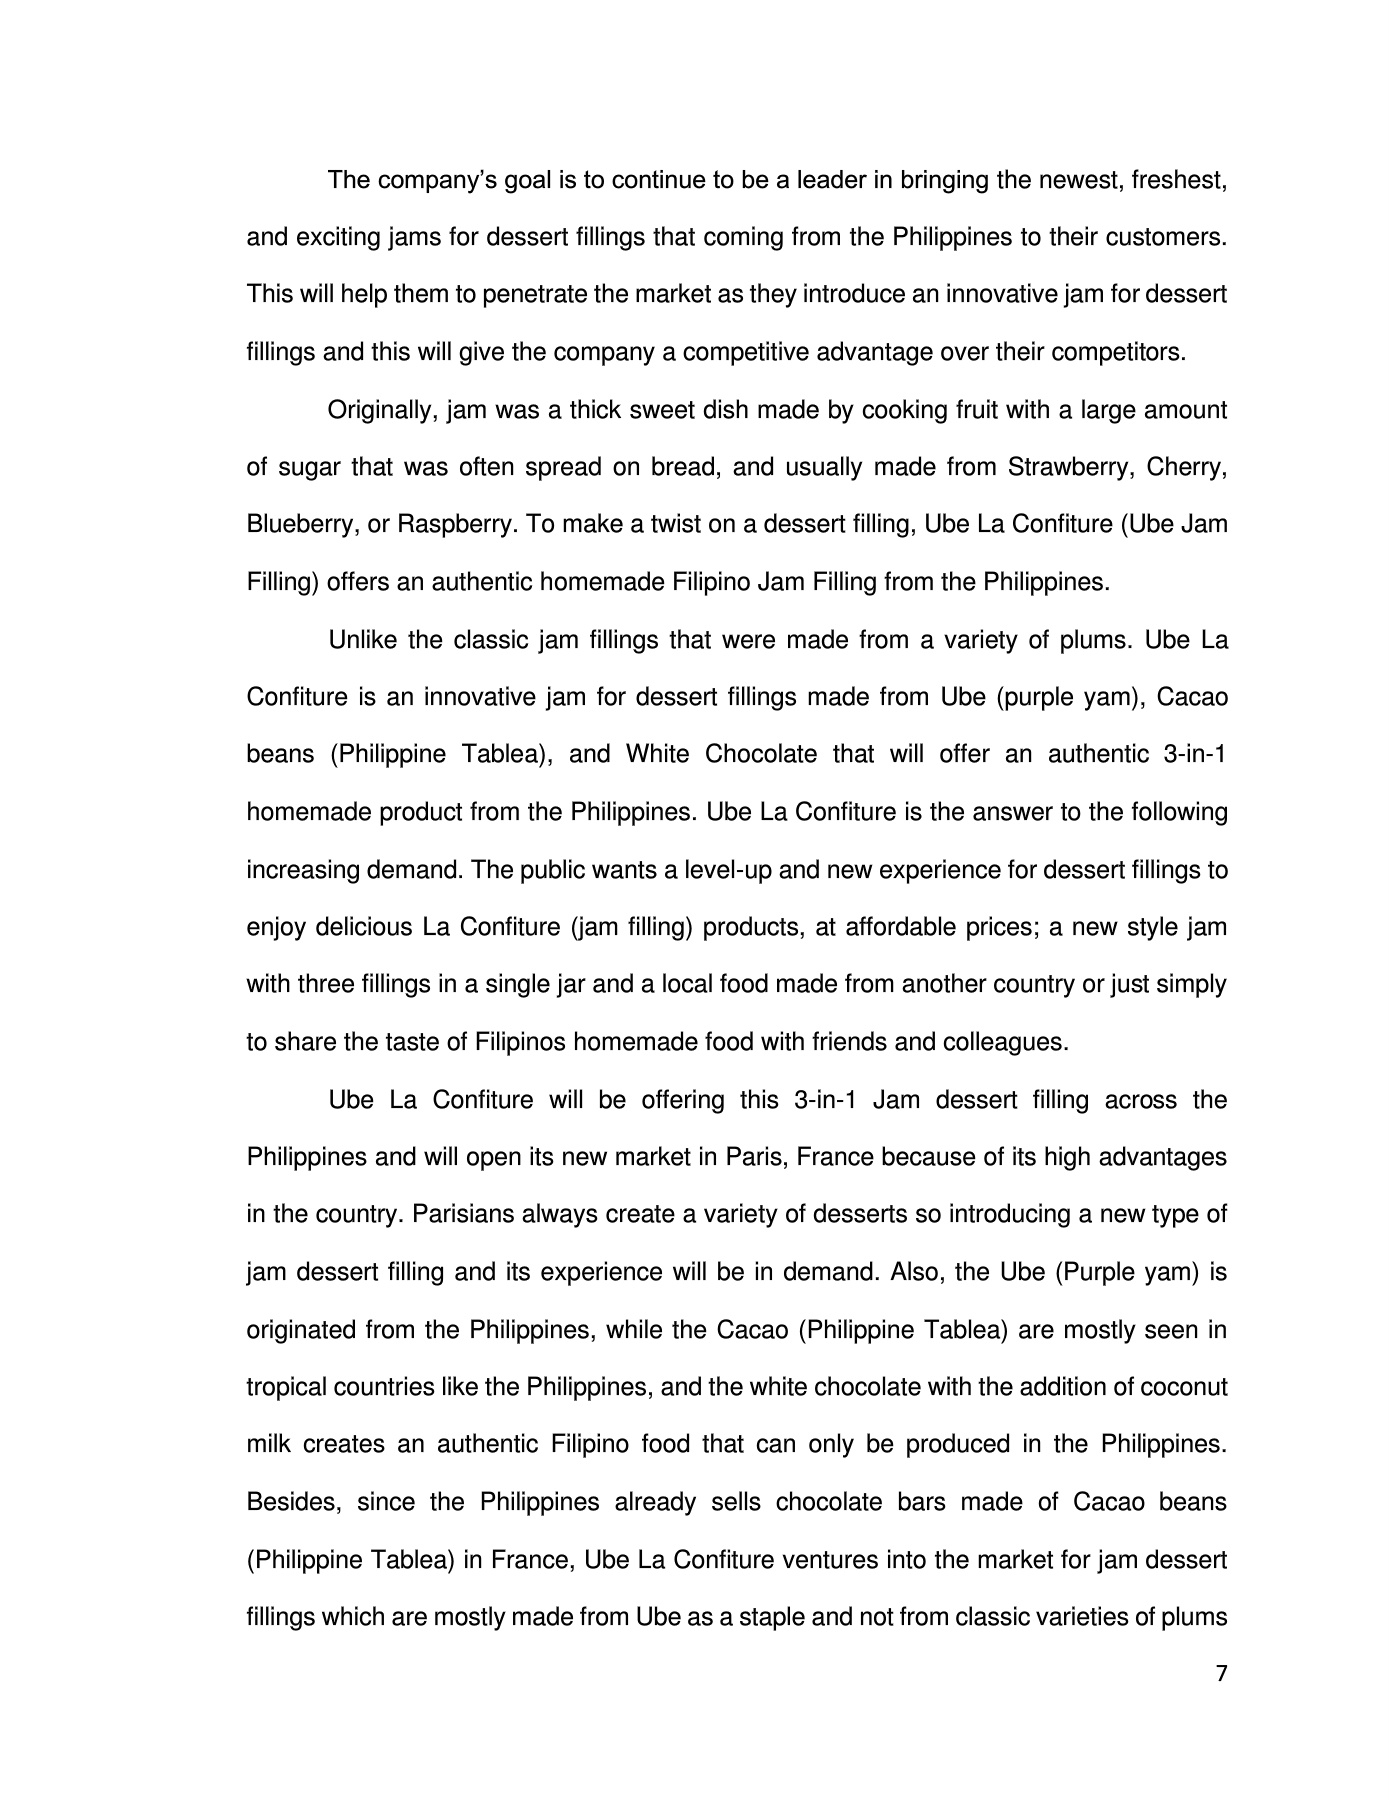 The company’s goal is to continue to be a leader in bringing the newest, freshest,
and exciting jams for dessert fillings that coming from the Philippines to their customers.
This will help them to penetrate the market as they introduce an innovative jam for dessert
fillings and this will give the company a competitive advantage over their competitors.
Originally, jam was a thick sweet dish made by cooking fruit with a large amount
of sugar that was often spread on bread, and usually made from Strawberry, Cherry,
Blueberry, or Raspberry. To make a twist on a dessert filling, Ube La Confiture (Ube Jam
Filling) offers an authentic homemade Filipino Jam Filling from the Philippines.
Unlike the classic jam fillings that were made from a variety of plums. Ube La
Confiture is an innovative jam for dessert fillings made from Ube (purple yam), Cacao
beans (Philippine Tablea), and White Chocolate that will offer an authentic 3-in-1
homemade product from the Philippines. Ube La Confiture is the answer to the following
increasing demand. The public wants a level-up and new experience for dessert fillings to
enjoy delicious La Confiture (jam filling) products, at affordable prices; a new style jam
with three fillings in a single jar and a local food made from another country or just simply
to share the taste of Filipinos homemade food with friends and colleagues.
Ube La Confiture will be offering this 3-in-1 Jam dessert filling across the
Philippines and will open its new market in Paris, France because of its high advantages
in the country. Parisians always create a variety of desserts so introducing a new type of
jam dessert filling and its experience will be in demand. Also, the Ube (Purple yam) is
originated from the Philippines, while the Cacao (Philippine Tablea) are mostly seen in
tropical countries like the Philippines, and the white chocolate with the addition of coconut
milk creates an authentic Filipino food that can only be produced in the Philippines.
Besides, since the Philippines already sells chocolate bars made of Cacao beans
(Philippine Tablea) in France, Ube La Confiture ventures into the market for jam dessert
fillings which are mostly made from Ube as a staple and not from classic varieties of plums
7